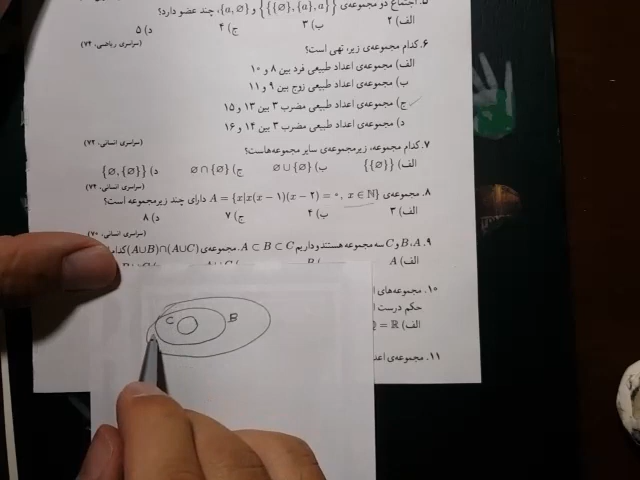 ۵. اجتماع دو مجموعه‌ی {{{∅}, {a}, a}} و {a, ∅}، چند عضو دارد؟
الف) ۲ ب) ۳ ج) ۴ د) ۵
(سراسری ریاضی، ۷۴)
۶. کدام مجموعه‌ی زیر، تهی است؟
الف) مجموعه‌ی اعداد طبیعی فرد بین ۸ و ۱۰
ب) مجموعه‌ی اعداد طبیعی زوج بین ۹ و ۱۱
ج) مجموعه‌ی اعداد طبیعی مضرب ۳ بین ۱۳ و ۱۵
د) مجموعه‌ی اعداد طبیعی مضرب ۳ بین ۱۴ و ۱۶
(سراسری انسانی، ۷۲)
۷. کدام مجموعه، زیرمجموعه‌ی سایر مجموعه‌هاست؟
الف) {{∅}} ب) ∅ ∪ {∅} ج) ∅ ∩ {∅} د) {∅, {∅}}
(سراسری انسانی، ۷۴)
۸. مجموعه‌ی A = {x|x(x − ۱)(x − ۲) = ۰, x ∈ ℕ} دارای چند زیرمجموعه است؟
الف) ۳ ب) ۴ ج) ۷ د) ۸
(سراسری انسانی، ۷۰)
۹. A، B و C سه مجموعه هستند و داریم A ⊂ B ⊂ C. مجموعه‌ی (A∪B)∩(A∪C)
الف) A
۱۰. مجموعه‌های
حکم درست
الف) = ℝ
۱۱. مجموعه‌ی
C B